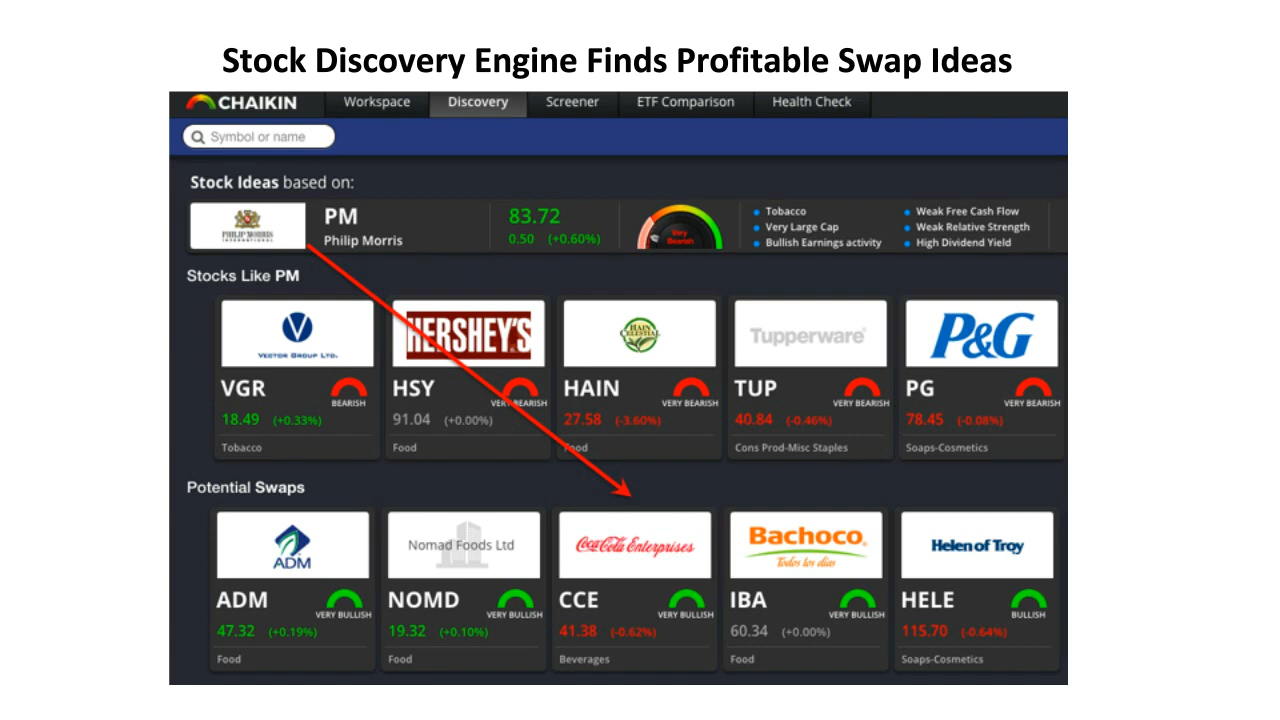 Stock Discovery Engine Finds Profitable Swap Ideas
CHAIKIN Workspace Discovery Screener ETF Comparison Health Check
Symbol or name
Stock Ideas based on:
PHILIP MORRIS
INTERNATIONAL
PM
Philip Morris
83.72
0.50 (+0.60%)
Very
Bearish
Tobacco
Very Large Cap
Bullish Earnings activity
Weak Free Cash Flow
Weak Relative Strength
High Dividend Yield
Stocks Like PM
VECTOR GROUP LTD.
VGR
BEARISH
18.49 (+0.33%)
Tobacco
HERSHEY'S
HSY
VERY BEARISH
91.04 (+0.00%)
Food
HAIN
CELESTIAL
HAIN
VERY BEARISH
27.58 (-3.60%)
Food
Tupperware
TUP
VERY BEARISH
40.84 (-0.46%)
Cons Prod-Misc Staples
P&G
PG
VERY BEARISH
78.45 (-0.08%)
Soaps-Cosmetics
Potential Swaps
ADM
ADM
VERY BULLISH
47.32 (+0.19%)
Food
Nomad Foods Ltd
NOMD
VERY BULLISH
19.32 (+0.10%)
Food
Coca-Cola Enterprises
CCE
VERY BULLISH
41.38 (-0.62%)
Beverages
Bachoco
Todos los días
IBA
VERY BULLISH
60.34 (+0.00%)
Food
Helen of Troy
HELE
BULLISH
115.70 (-0.64%)
Soaps-Cosmetics